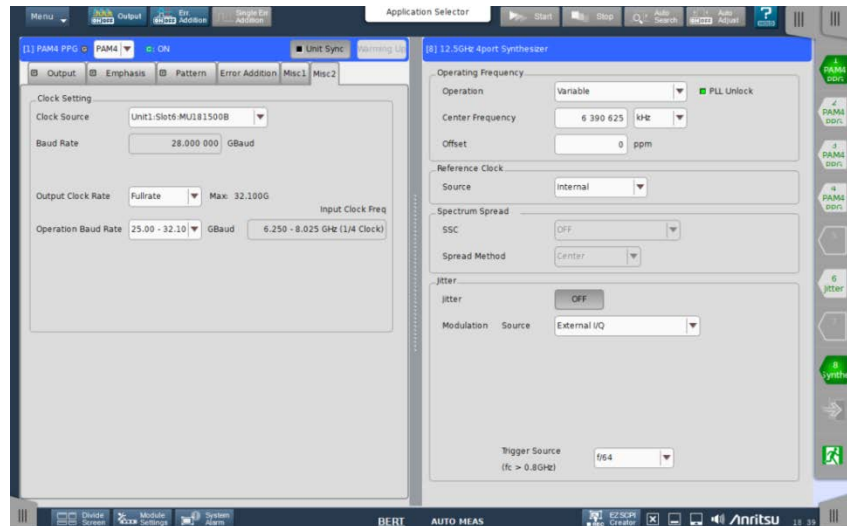 Menu
Output
Err. Addition
Single Err Addition
Application Selector
Start
Stop
Auto Search
Auto Adjust
?
[1] PAM4 PPG
PAM4
ON
Unit Sync
Warming Up
Output
Emphasis
Pattern
Error Addition
Misc1
Misc2
Clock Setting
Clock Source
Unit1:Slot6:MU181500B
Baud Rate
28.000 000 GBaud
Output Clock Rate
Fullrate
Max: 32.100G
Input Clock Freq
Operation Baud Rate
25.00 - 32.10
GBaud
6.250 - 8.025 GHz (1/4 Clock)
[8] 12.5GHz 4port Synthesizer
Operating Frequency
Operation
Variable
PLL Unlock
Center Frequency
6 390 625
kHz
Offset
0 ppm
Reference Clock
Source
Internal
Spectrum Spread
SSC
OFF
Spread Method
Center
Jitter
Jitter
OFF
Modulation Source
External I/Q
Trigger Source
f/64
(fc > 0.8GHz)
1
PAM4
2
PAM4
3
PAM4
4
PAM4
6
Jitter
8
Synthe
Divide Screen
Module Settings
System Alarm
BERT
AUTO MEAS
EZ SCPI Creator
Anritsu
18 39